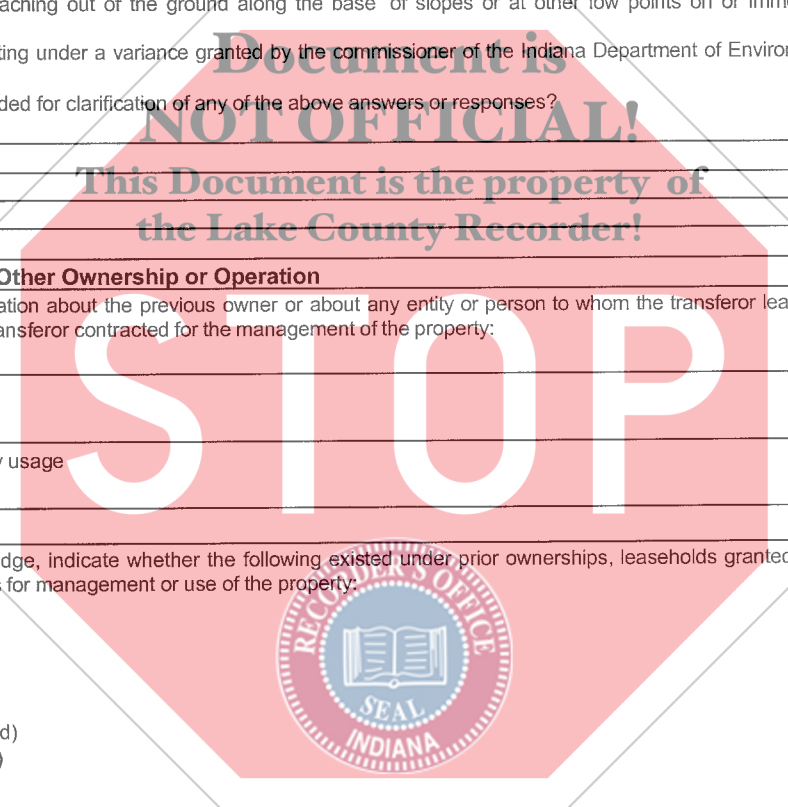 aching out of the ground along the base of slopes or at other low points on or
ting under a variance granted by the commissioner of the Indiana Department of
Document is
ded for clarification of any of the above answers or responses?
NOT OFFICIAL!
This Document is the property of
the Lake County Recorder!
Other Ownership or Operation
ation about the previous owner or about any entity or person to whom the transferor lea
ansferor contracted for the management of the property:
STOP
y usage
dge, indicate whether the following existed under prior ownerships, leaseholds granted
s for management or use of the property:
RECORDER'S OFFICE
SEAL
INDIANA
d)
)